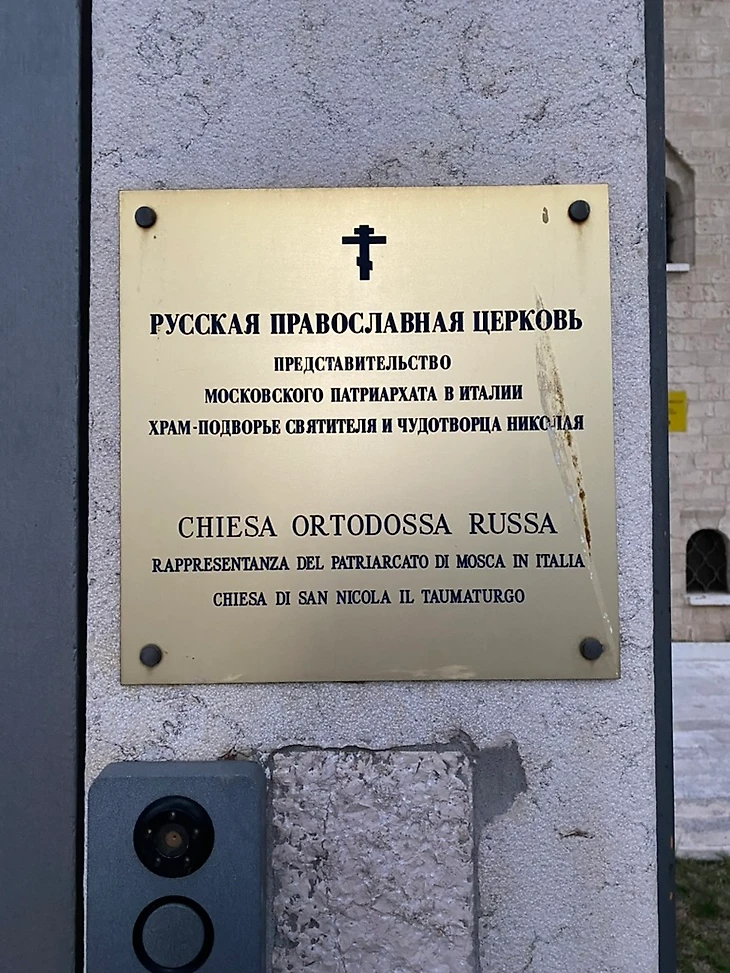 РУССКАЯ ПРАВОСЛАВНАЯ ЦЕРКОВЬ
ПРЕДСТАВИТЕЛЬСТВО
МОСКОВСКОГО ПАТРИАРХАТА В ИТАЛИИ
ХРАМ-ПОДВОРЬЕ СВЯТИТЕЛЯ И ЧУДОТВОРЦА НИКОЛАЯ
CHIESA ORTODOSSA RUSSA
RAPPRESENTANZA DEL PATRIARCATO DI MOSCA IN ITALIA
CHIESA DI SAN NICOLA IL TAUMATURGO